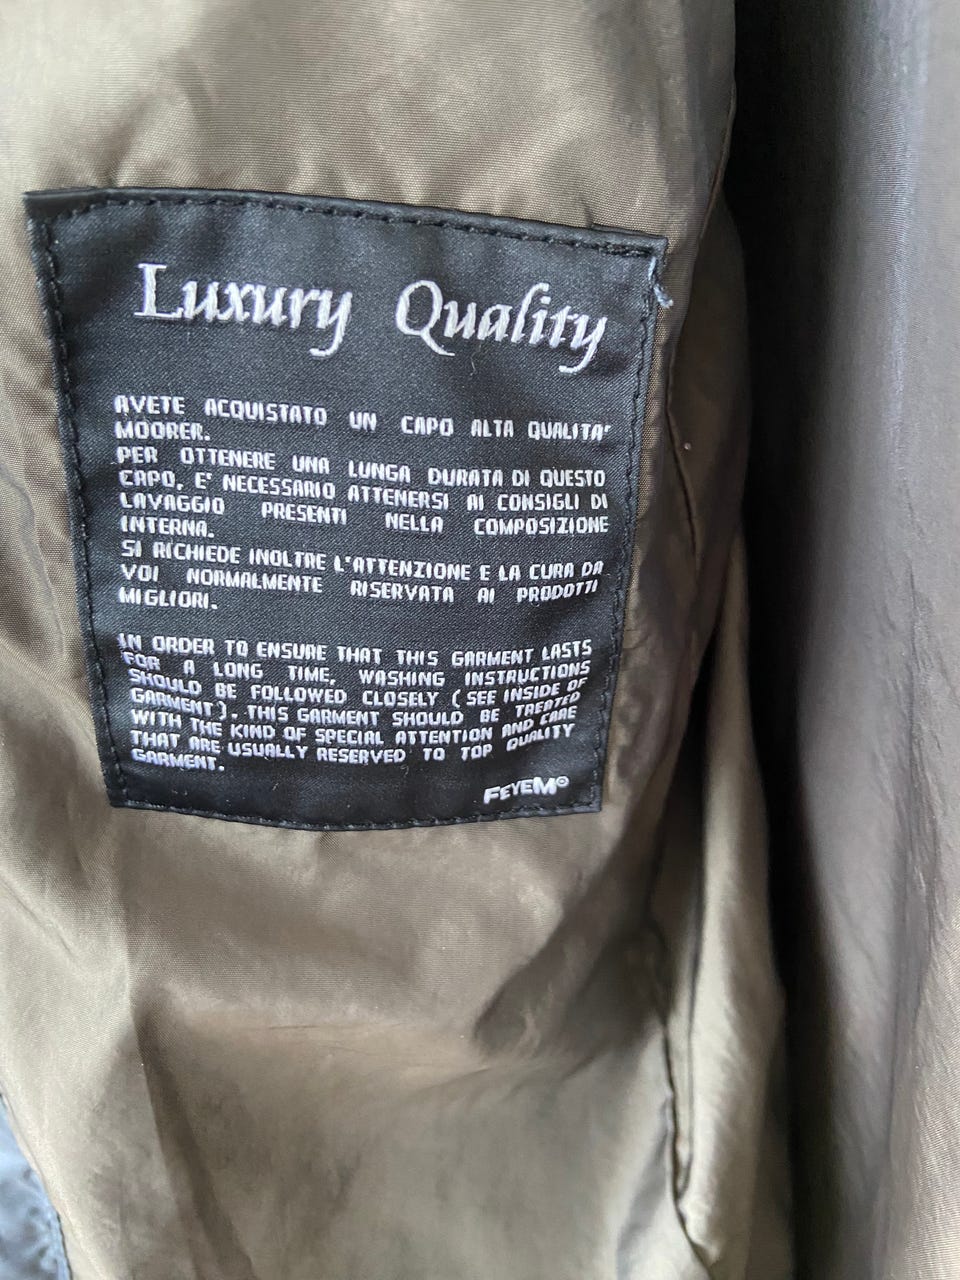 Luxury Quality
AVETE ACQUISTATO UN CAPO ALTA QUALITA'
MOORER.
PER OTTENERE UNA LUNGA DURATA DI QUESTO
CAPO, E' NECESSARIO ATTENERSI AI CONSIGLI DI
LAVAGGIO PRESENTI NELLA COMPOSIZIONE
INTERNA.
SI RICHIEDE INOLTRE L'ATTENZIONE E LA CURA DA
VOI NORMALMENTE RISERVATA AI PRODOTTI
MIGLIORI.
IN ORDER TO ENSURE THAT THIS GARMENT LASTS
FOR A LONG TIME, WASHING INSTRUCTIONS
SHOULD BE FOLLOWED CLOSELY (SEE INSIDE OF
GARMENT). THIS GARMENT SHOULD BE TREATED
WITH THE KIND OF SPECIAL ATTENTION AND CARE
THAT ARE USUALLY RESERVED TO TOP QUALITY
GARMENT.
FEYEM®